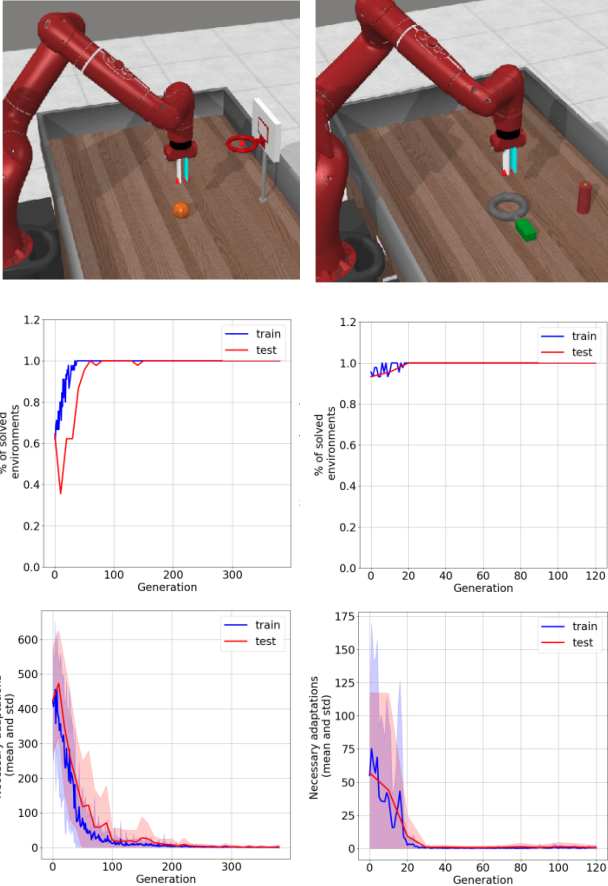 1.2
1.0
0.8
0.6
0.4
0.2
0.0
% of solved
environments
train
test
0
100
200
300
Generation
1.2
1.0
0.8
0.6
0.4
0.2
0.0
% of solved
environments
train
test
0
20
40
60
80
100
120
Generation
600
500
400
300
200
100
0
(mean and std)
train
test
0
100
200
300
Generation
175
150
125
100
75
50
25
0
Necessary adaptations
(mean and std)
train
test
0
20
40
60
80
100
120
Generation